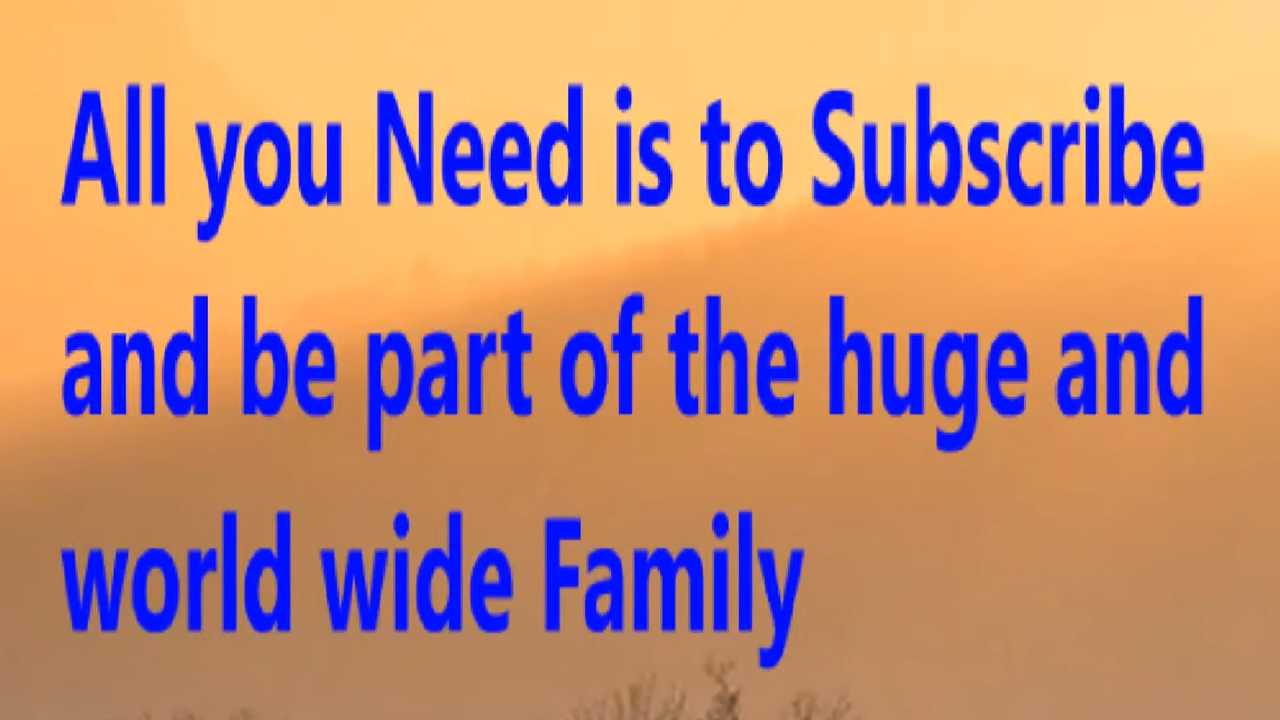 All you Need is to Subscribe
and be part of the huge and
world wide Family